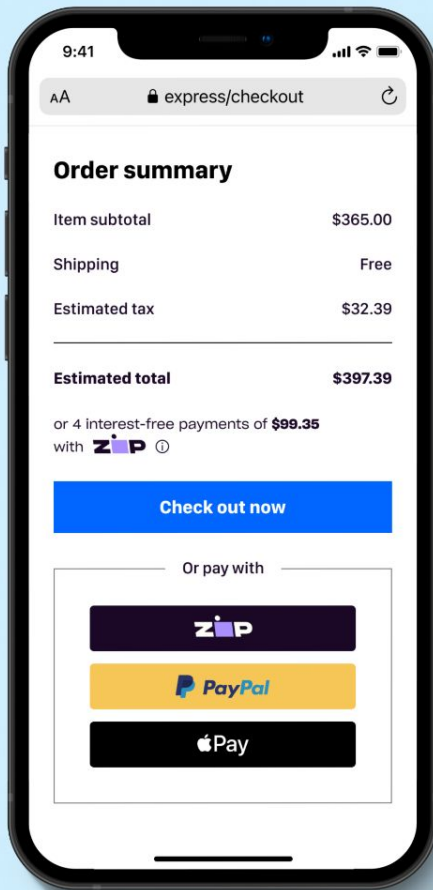 9:41
AA express/checkout
Order summary
Item subtotal $365.00
Shipping Free
Estimated tax $32.39
Estimated total $397.39
or 4 interest-free payments of $99.35
with ZIP
Check out now
Or pay with
ZIP
PayPal
Pay